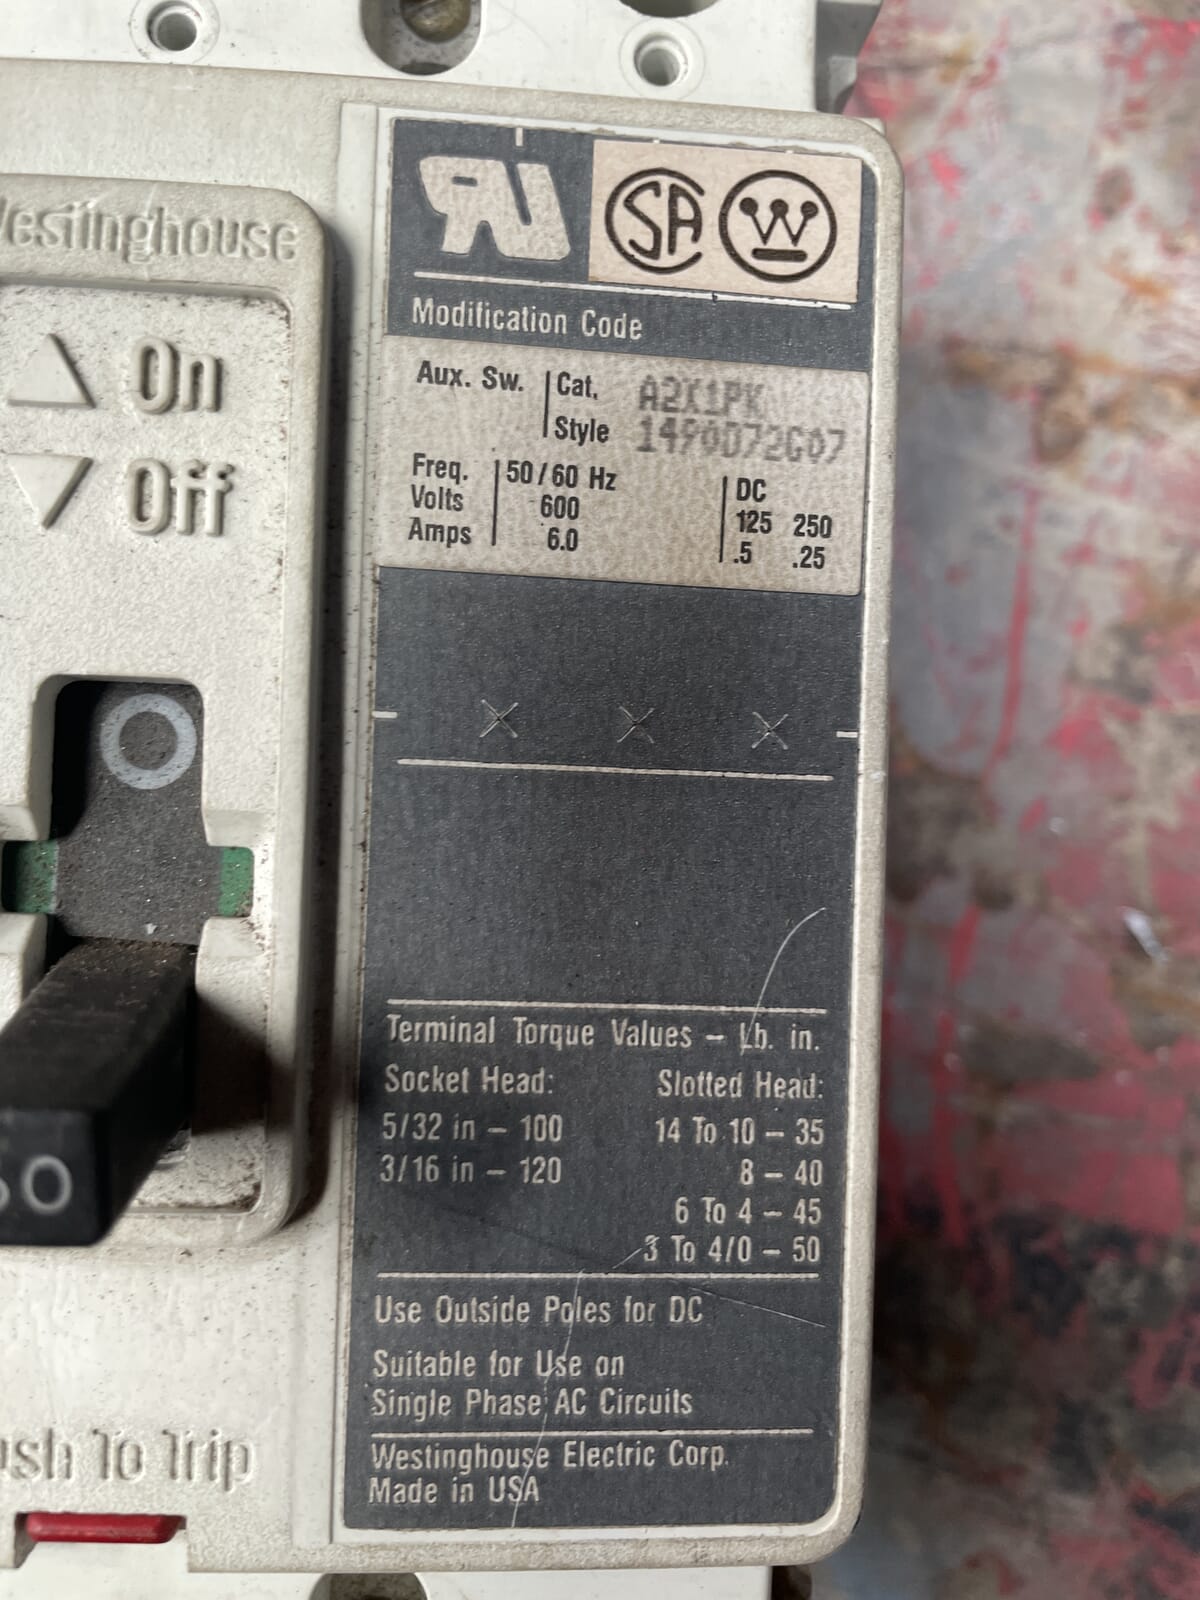 Westinghouse
On
Off
SA
W
Modification Code
Aux. Sw.
Cat. A2X1PK
Style 1490D72G07
Freq. 50/60 Hz DC
Volts 600 125 250
Amps 6.0 .5 .25
Terminal Torque Values – Lb. in.
Socket Head: Slotted Head:
5/32 in – 100 14 To 10 – 35
3/16 in – 120 8 – 40
6 To 4 – 45
3 To 4/0 – 50
Use Outside Poles for DC
Suitable for Use on
Single Phase AC Circuits
Westinghouse Electric Corp.
Made in USA
Push To Trip